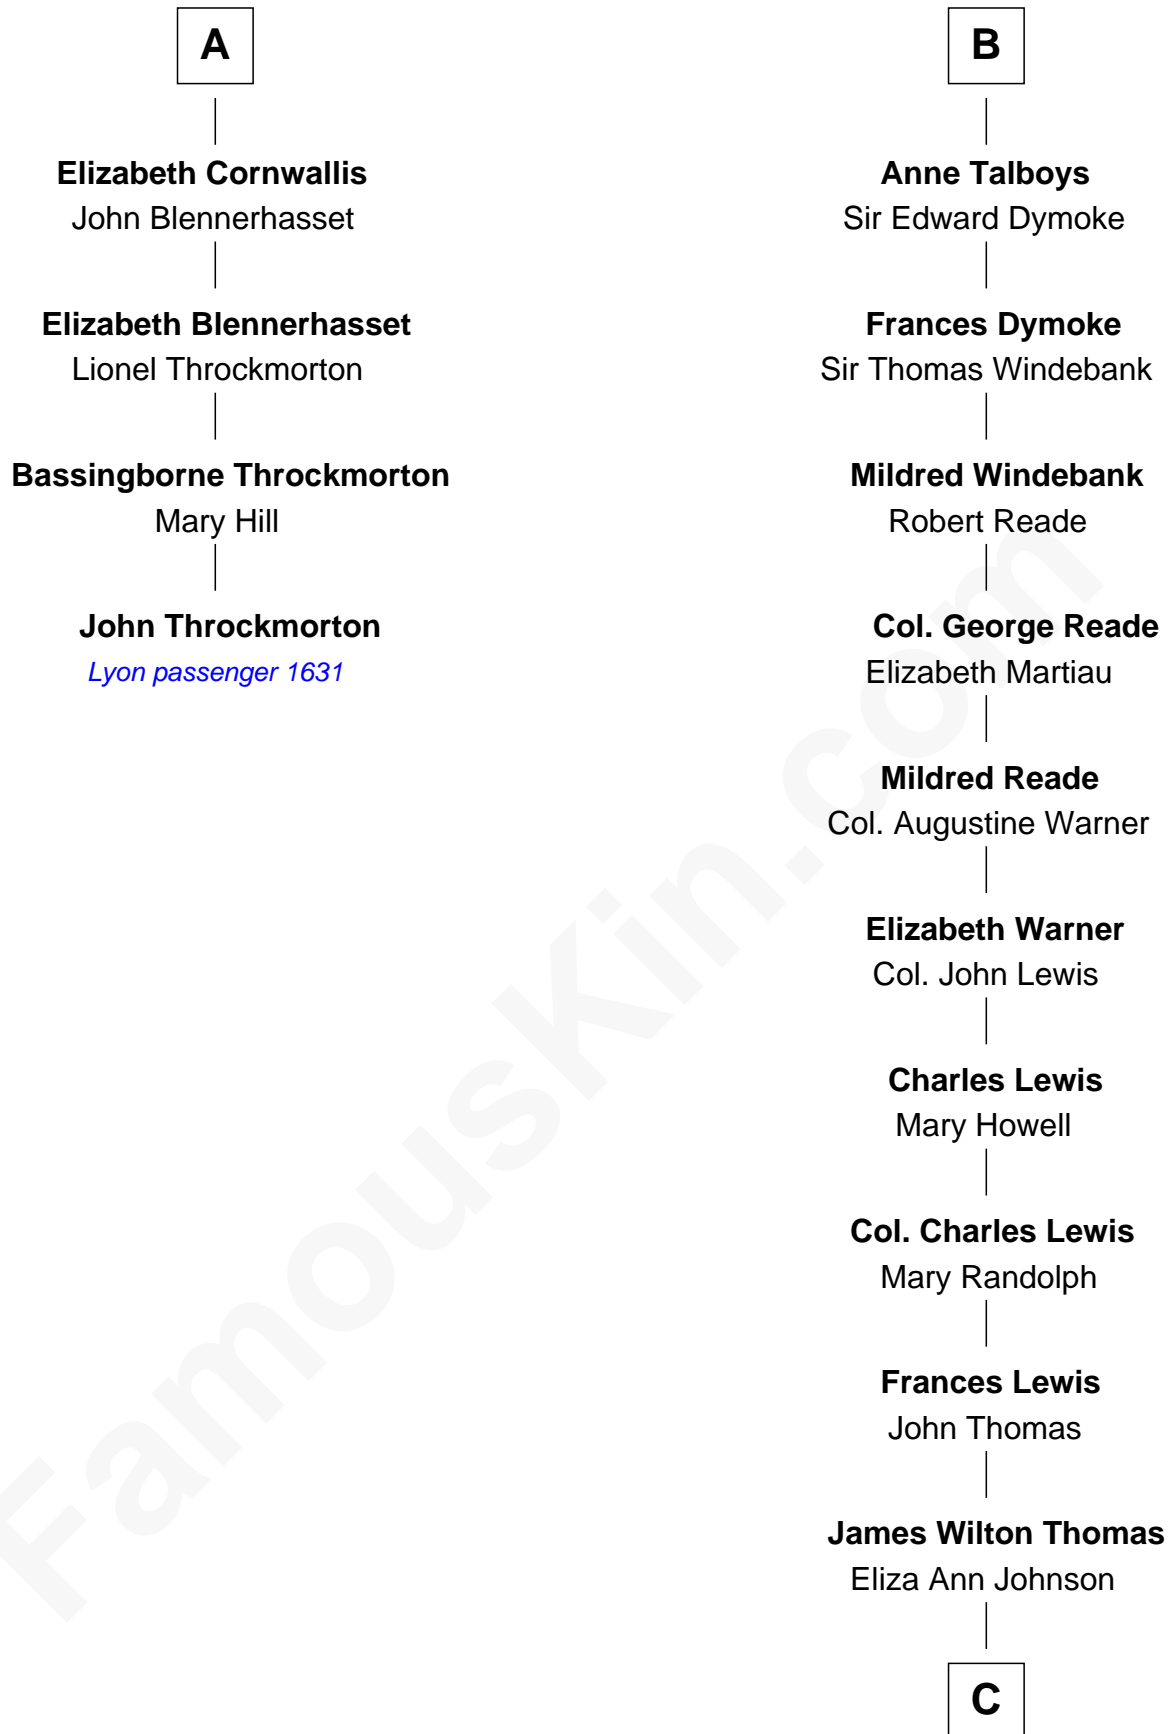 A
Elizabeth Cornwallis
John Blennerhasset
Elizabeth Blennerhasset
Lionel Throckmorton
Bassingborne Throckmorton
Mary Hill
John Throckmorton
Lyon passenger 1631
B
Anne Talboys
Sir Edward Dymoke
Frances Dymoke
Sir Thomas Windebank
Mildred Windebank
Robert Reade
Col. George Reade
Elizabeth Martiau
Mildred Reade
Col. Augustine Warner
Elizabeth Warner
Col. John Lewis
Charles Lewis
Mary Howell
Col. Charles Lewis
Mary Randolph
Frances Lewis
John Thomas
James Wilton Thomas
Eliza Ann Johnson
C
FamousKin.com